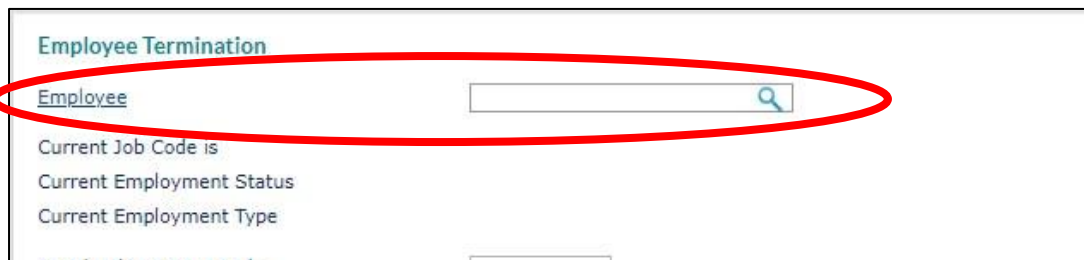 Employee Termination
Employee
Current Job Code is
Current Employment Status
Current Employment Type